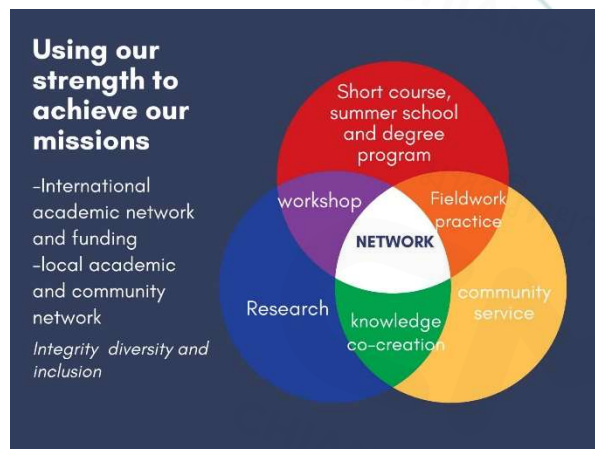 Using our
strength to
achieve our
missions
-International
academic network
and funding
-local academic
and community
network
Integrity diversity and
inclusion
Short course,
summer school
and degree
program
workshop
Fieldwork
practice
NETWORK
Research
community
service
knowledge
co-creation